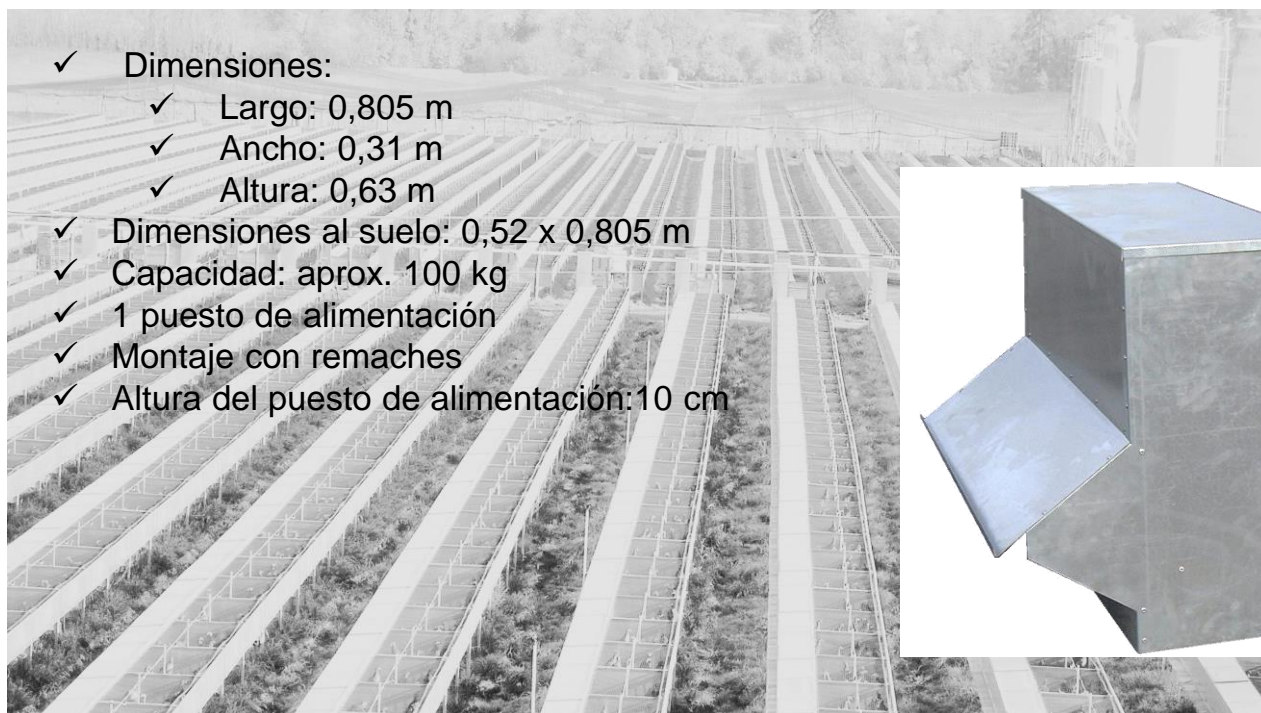 ✓ Dimensiones:
✓ Largo: 0,805 m
✓ Ancho: 0,31 m
✓ Altura: 0,63 m
✓ Dimensiones al suelo: 0,52 x 0,805 m
✓ Capacidad: aprox. 100 kg
✓ 1 puesto de alimentación
✓ Montaje con remaches
✓ Altura del puesto de alimentación:10 cm